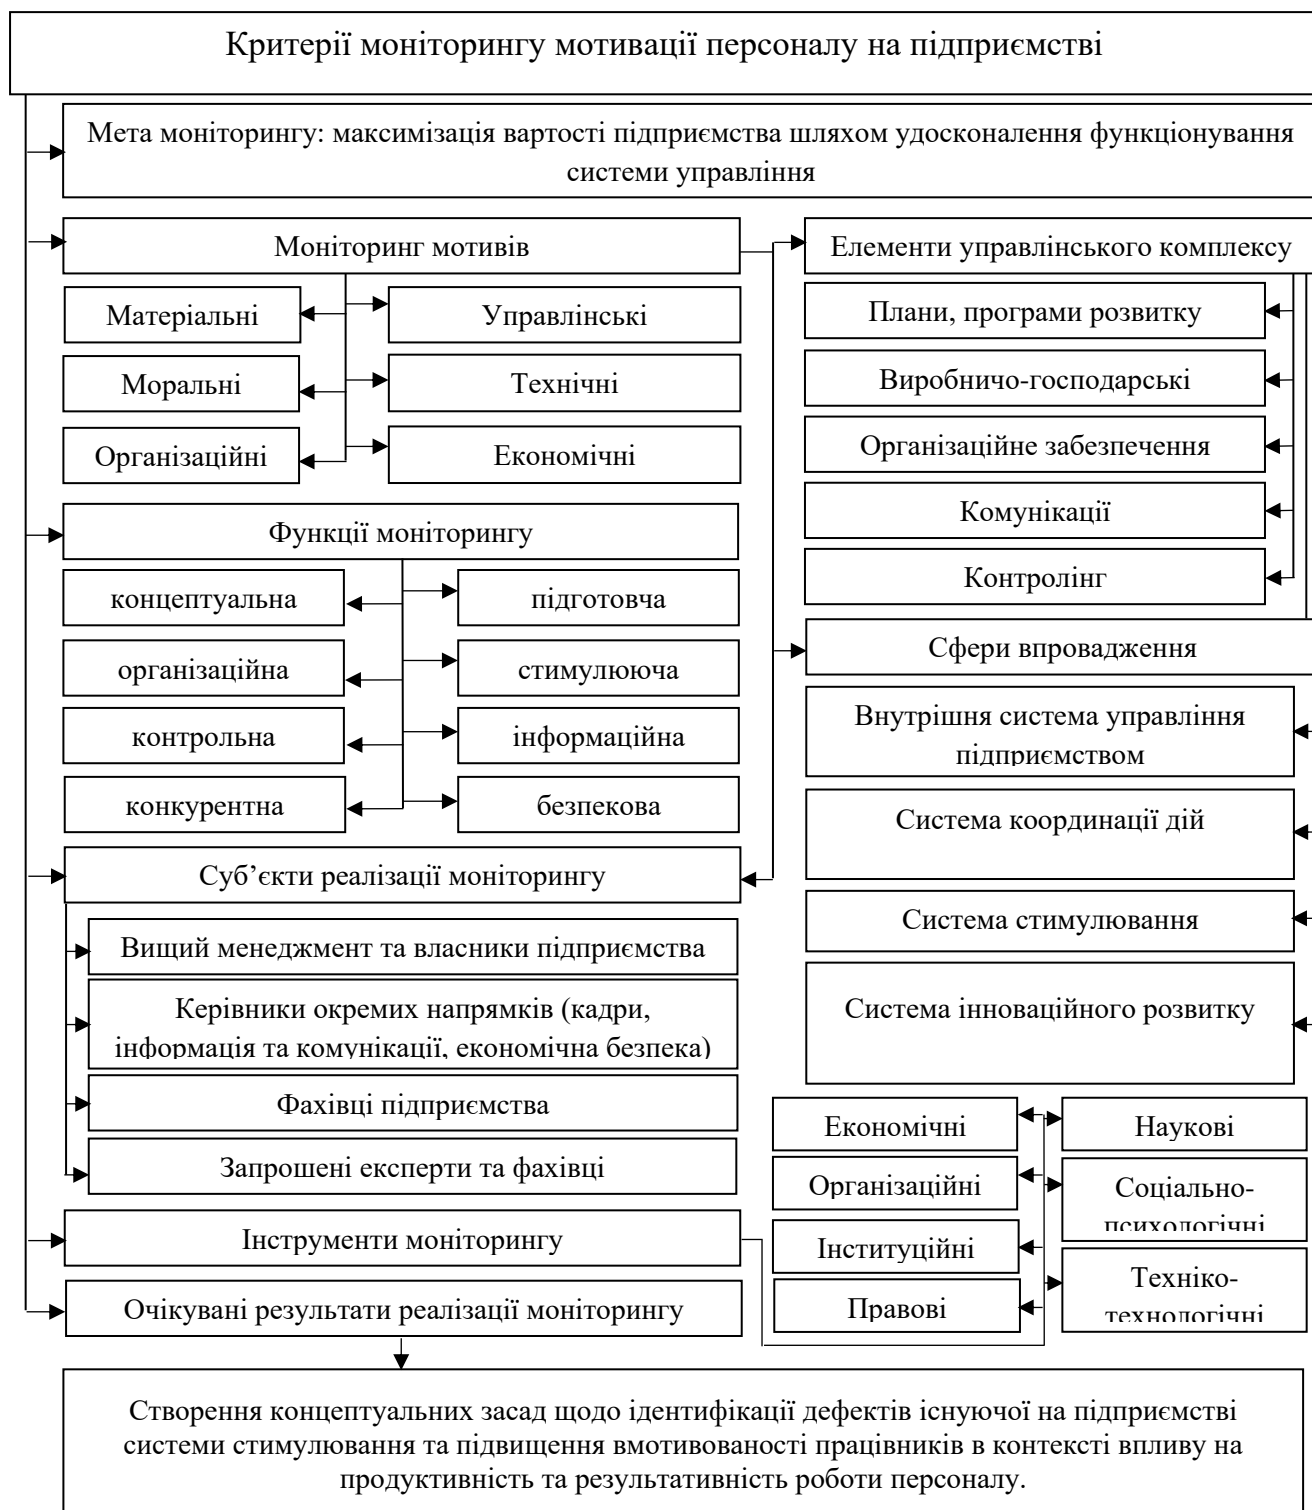 Критерії моніторингу мотивації персоналу на підприємстві
Мета моніторингу: максимізація вартості підприємства шляхом удосконалення функціонування
системи управління
Моніторинг мотивів
Матеріальні
Управлінські
Моральні
Технічні
Організаційні
Економічні
Функції моніторингу
концептуальна
підготовча
організаційна
стимулююча
контрольна
інформаційна
конкурентна
безпекова
Суб’єкти реалізації моніторингу
Вищий менеджмент та власники підприємства
Керівники окремих напрямків (кадри,
інформація та комунікації, економічна безпека)
Фахівці підприємства
Запрошені експерти та фахівці
Інструменти моніторингу
Очікувані результати реалізації моніторингу
Елементи управлінського комплексу
Плани, програми розвитку
Виробничо-господарські
Організаційне забезпечення
Комунікації
Контролінг
Сфери впровадження
Внутрішня система управління
підприємством
Система координації дій
Система стимулювання
Система інноваційного розвитку
Економічні
Наукові
Організаційні
Соціально-
психологічні
Інституційні
Техніко-
технологічні
Правові
Створення концептуальних засад щодо ідентифікації дефектів існуючої на підприємстві
системи стимулювання та підвищення вмотивованості працівників в контексті впливу на
продуктивність та результативність роботи персоналу.